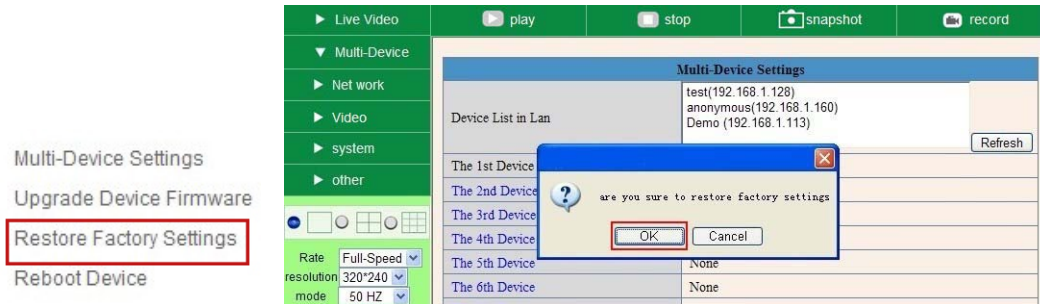 Multi-Device Settings
Upgrade Device Firmware
Restore Factory Settings
Reboot Device
Live Video
play
stop
snapshot
record
Multi-Device
Net work
Video
system
other
Rate Full-Speed
resolution 320*240
mode 50 HZ
Multi-Device Settings
Device List in Lan
test(192.168.1.128)
anonymous(192.168.1.160)
Demo (192.168.1.113)
Refresh
The 1st Device
The 2nd Device
The 3rd Device
The 4th Device
The 5th Device None
The 6th Device None
are you sure to restore factory settings
OK Cancel